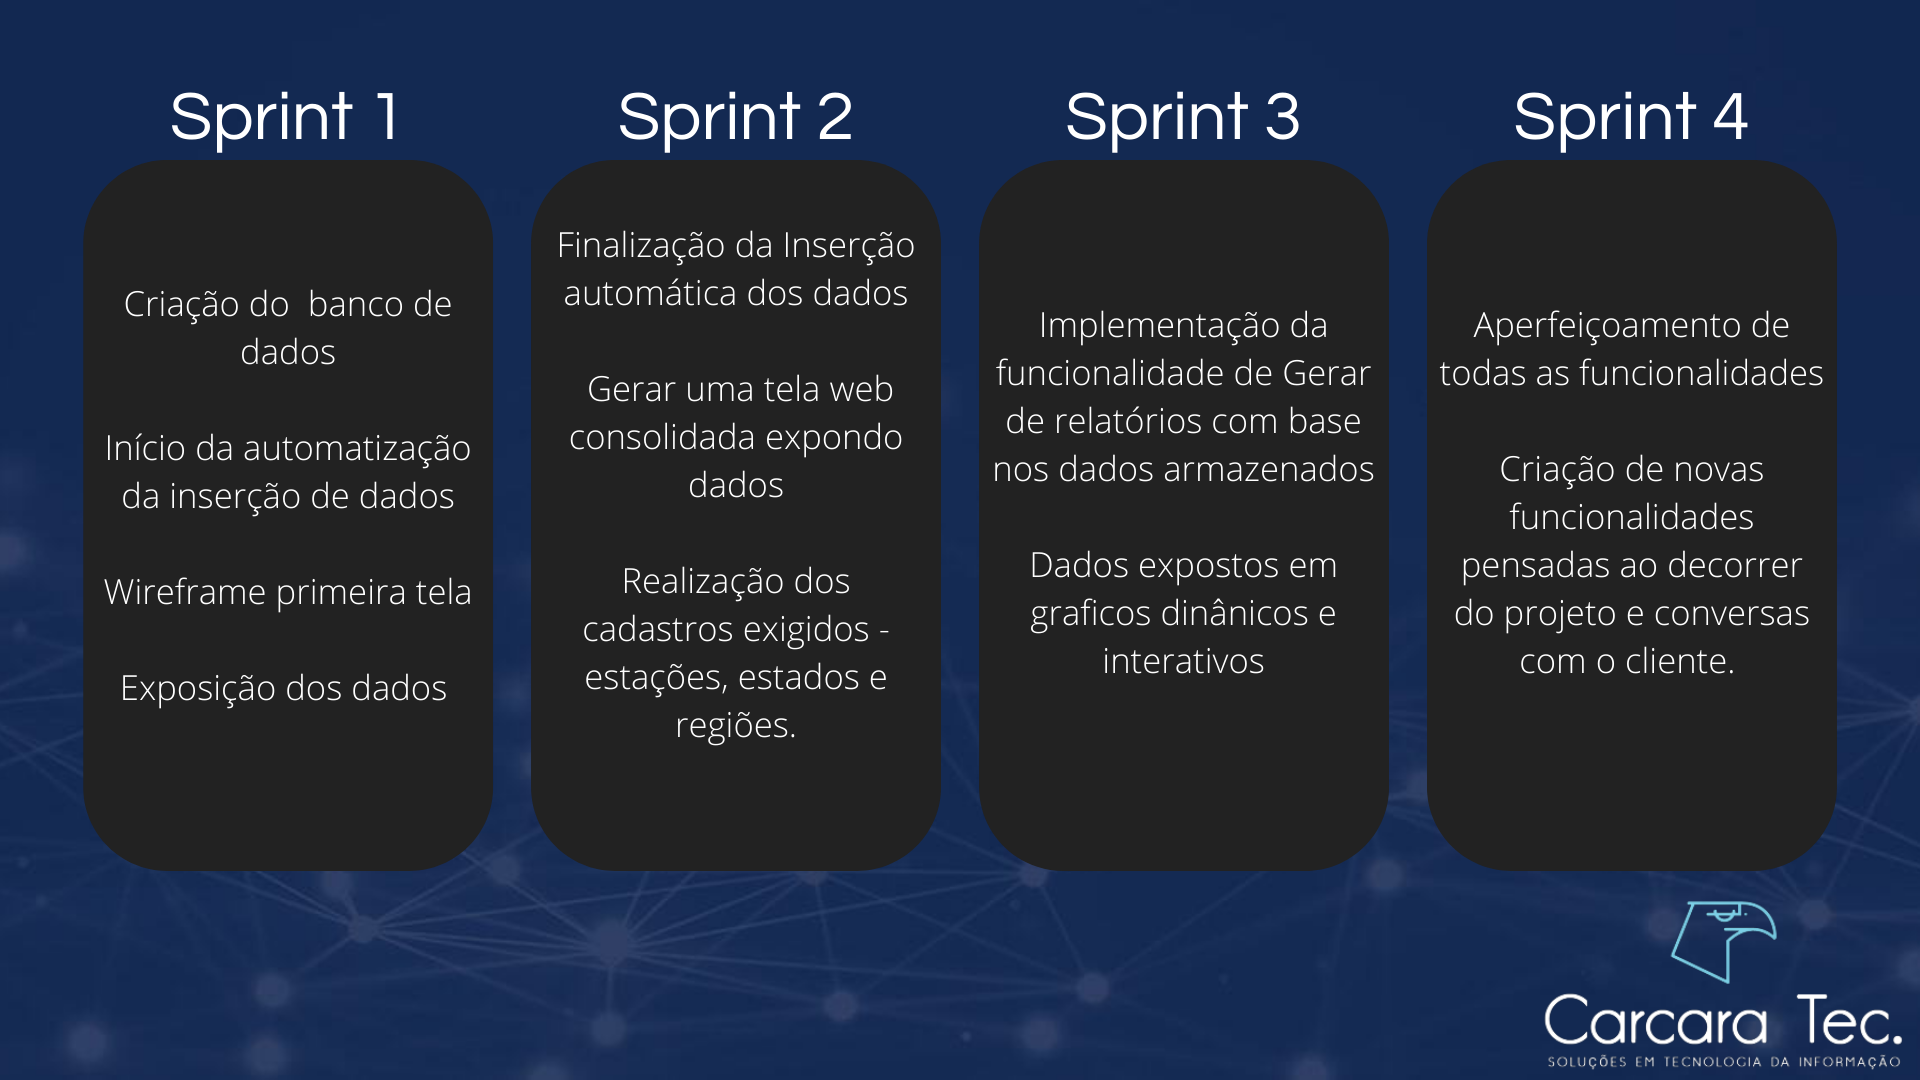 Sprint 1
Criação do  banco de
dados
Início da automatização
da inserção de dados
Wireframe primeira tela
Exposição dos dados
Sprint 2
Finalização da Inserção
automática dos dados
Gerar uma tela web
consolidada expondo
dados
Realização dos
cadastros exigidos -
estações, estados e
regiões.
Sprint 3
Implementação da
funcionalidade de Gerar
de relatórios com base
nos dados armazenados
Dados expostos em
graficos dinânicos e
interativos
Sprint 4
Aperfeiçoamento de
todas as funcionalidades
Criação de novas
funcionalidades
pensadas ao decorrer
do projeto e conversas
com o cliente.
Carcara Tec.
SOLUÇÕES EM TECNOLOGIA DA INFORMAÇÃO